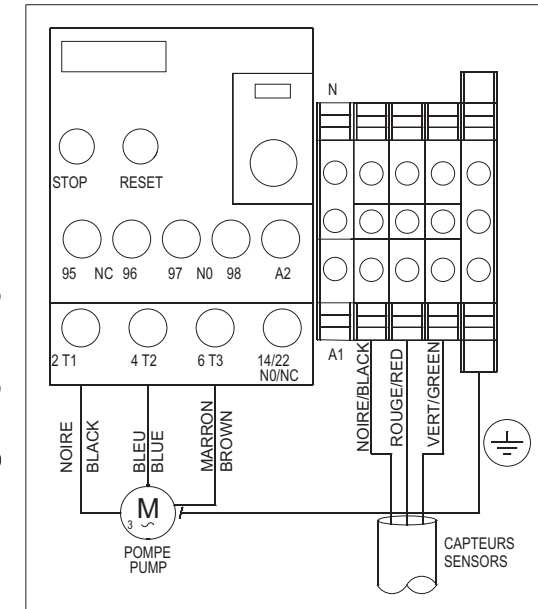 N
STOP RESET
95 NC 96 97 N0 98 A2
2 T1 4 T2 6 T3 14/22
N0/NC
A1
NOIRE
BLACK
BLEU
BLUE
MARRON
BROWN
NOIRE/BLACK
ROUGE/RED
VERT/GREEN
M
3 ~
POMPE
PUMP
CAPTEURS
SENSORS